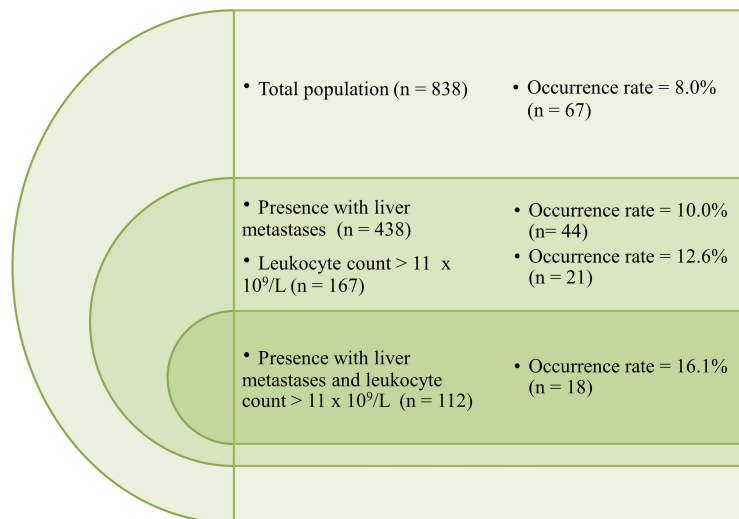 • Total population (n = 838)
• Occurrence rate = 8.0%
(n = 67)
• Presence with liver
metastases (n = 438)
• Occurrence rate = 10.0%
(n= 44)
• Leukocyte count > 11 x
10⁹/L (n = 167)
• Occurrence rate = 12.6%
(n = 21)
• Presence with liver
metastases and leukocyte
count > 11 x 10⁹/L (n = 112)
• Occurrence rate = 16.1%
(n = 18)